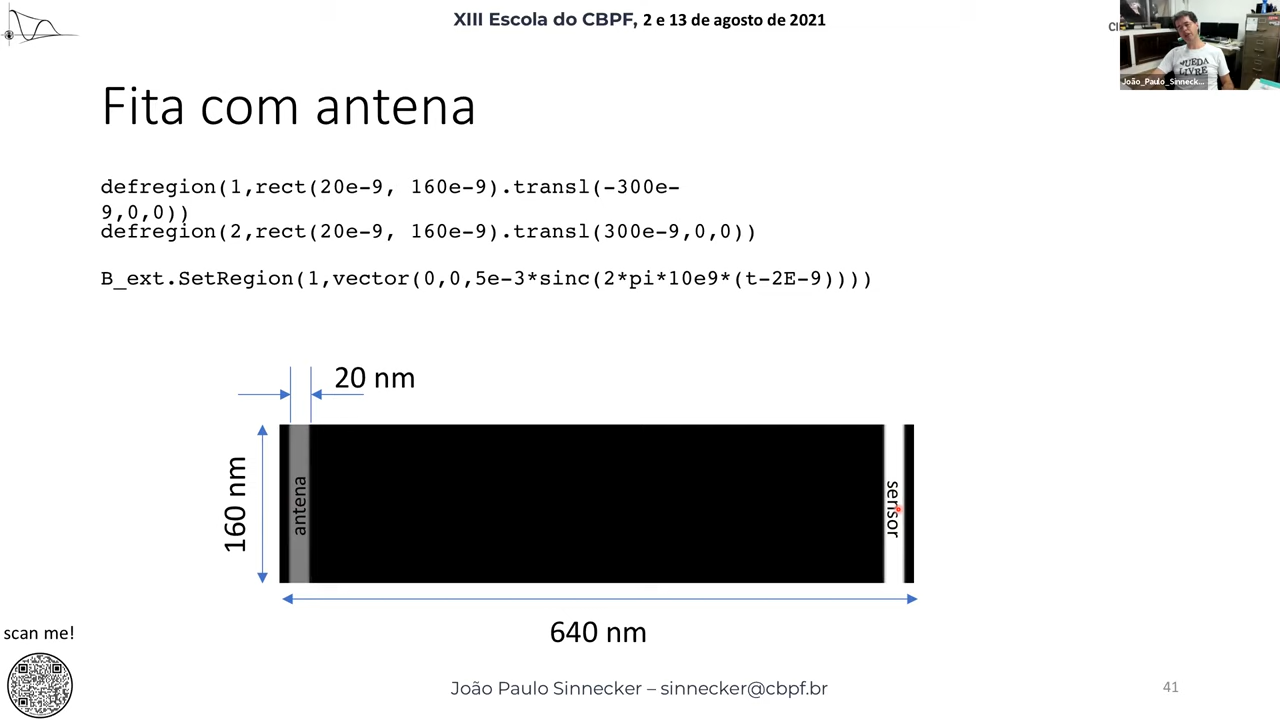 XIII Escola do CBPF, 2 e 13 de agosto de 2021
João_Paulo_Sinneck...
QUEDA
LIVRE
Fita com antena
defregion(1,rect(20e-9, 160e-9).transl(-300e-
9,0,0))
defregion(2,rect(20e-9, 160e-9).transl(300e-9,0,0))
B_ext.SetRegion(1,vector(0,0,5e-3*sinc(2*pi*10e9*(t-2E-9))))
20 nm
160 nm
antena
sensor
640 nm
scan me!
João Paulo Sinnecker – sinnecker@cbpf.br
41